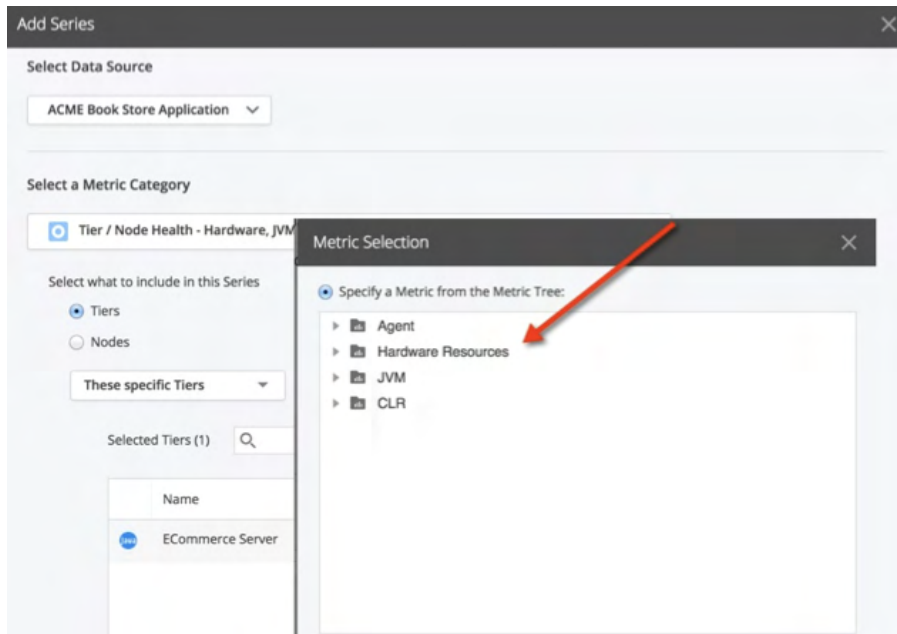 Add Series
Select Data Source
ACME Book Store Application
Select a Metric Category
Tier / Node Health - Hardware, JVM
Metric Selection
Select what to include in this Series
Specify a Metric from the Metric Tree:
Tiers
Agent
Nodes
Hardware Resources
These specific Tiers
JVM
CLR
Selected Tiers (1)
Name
ECommerce Server